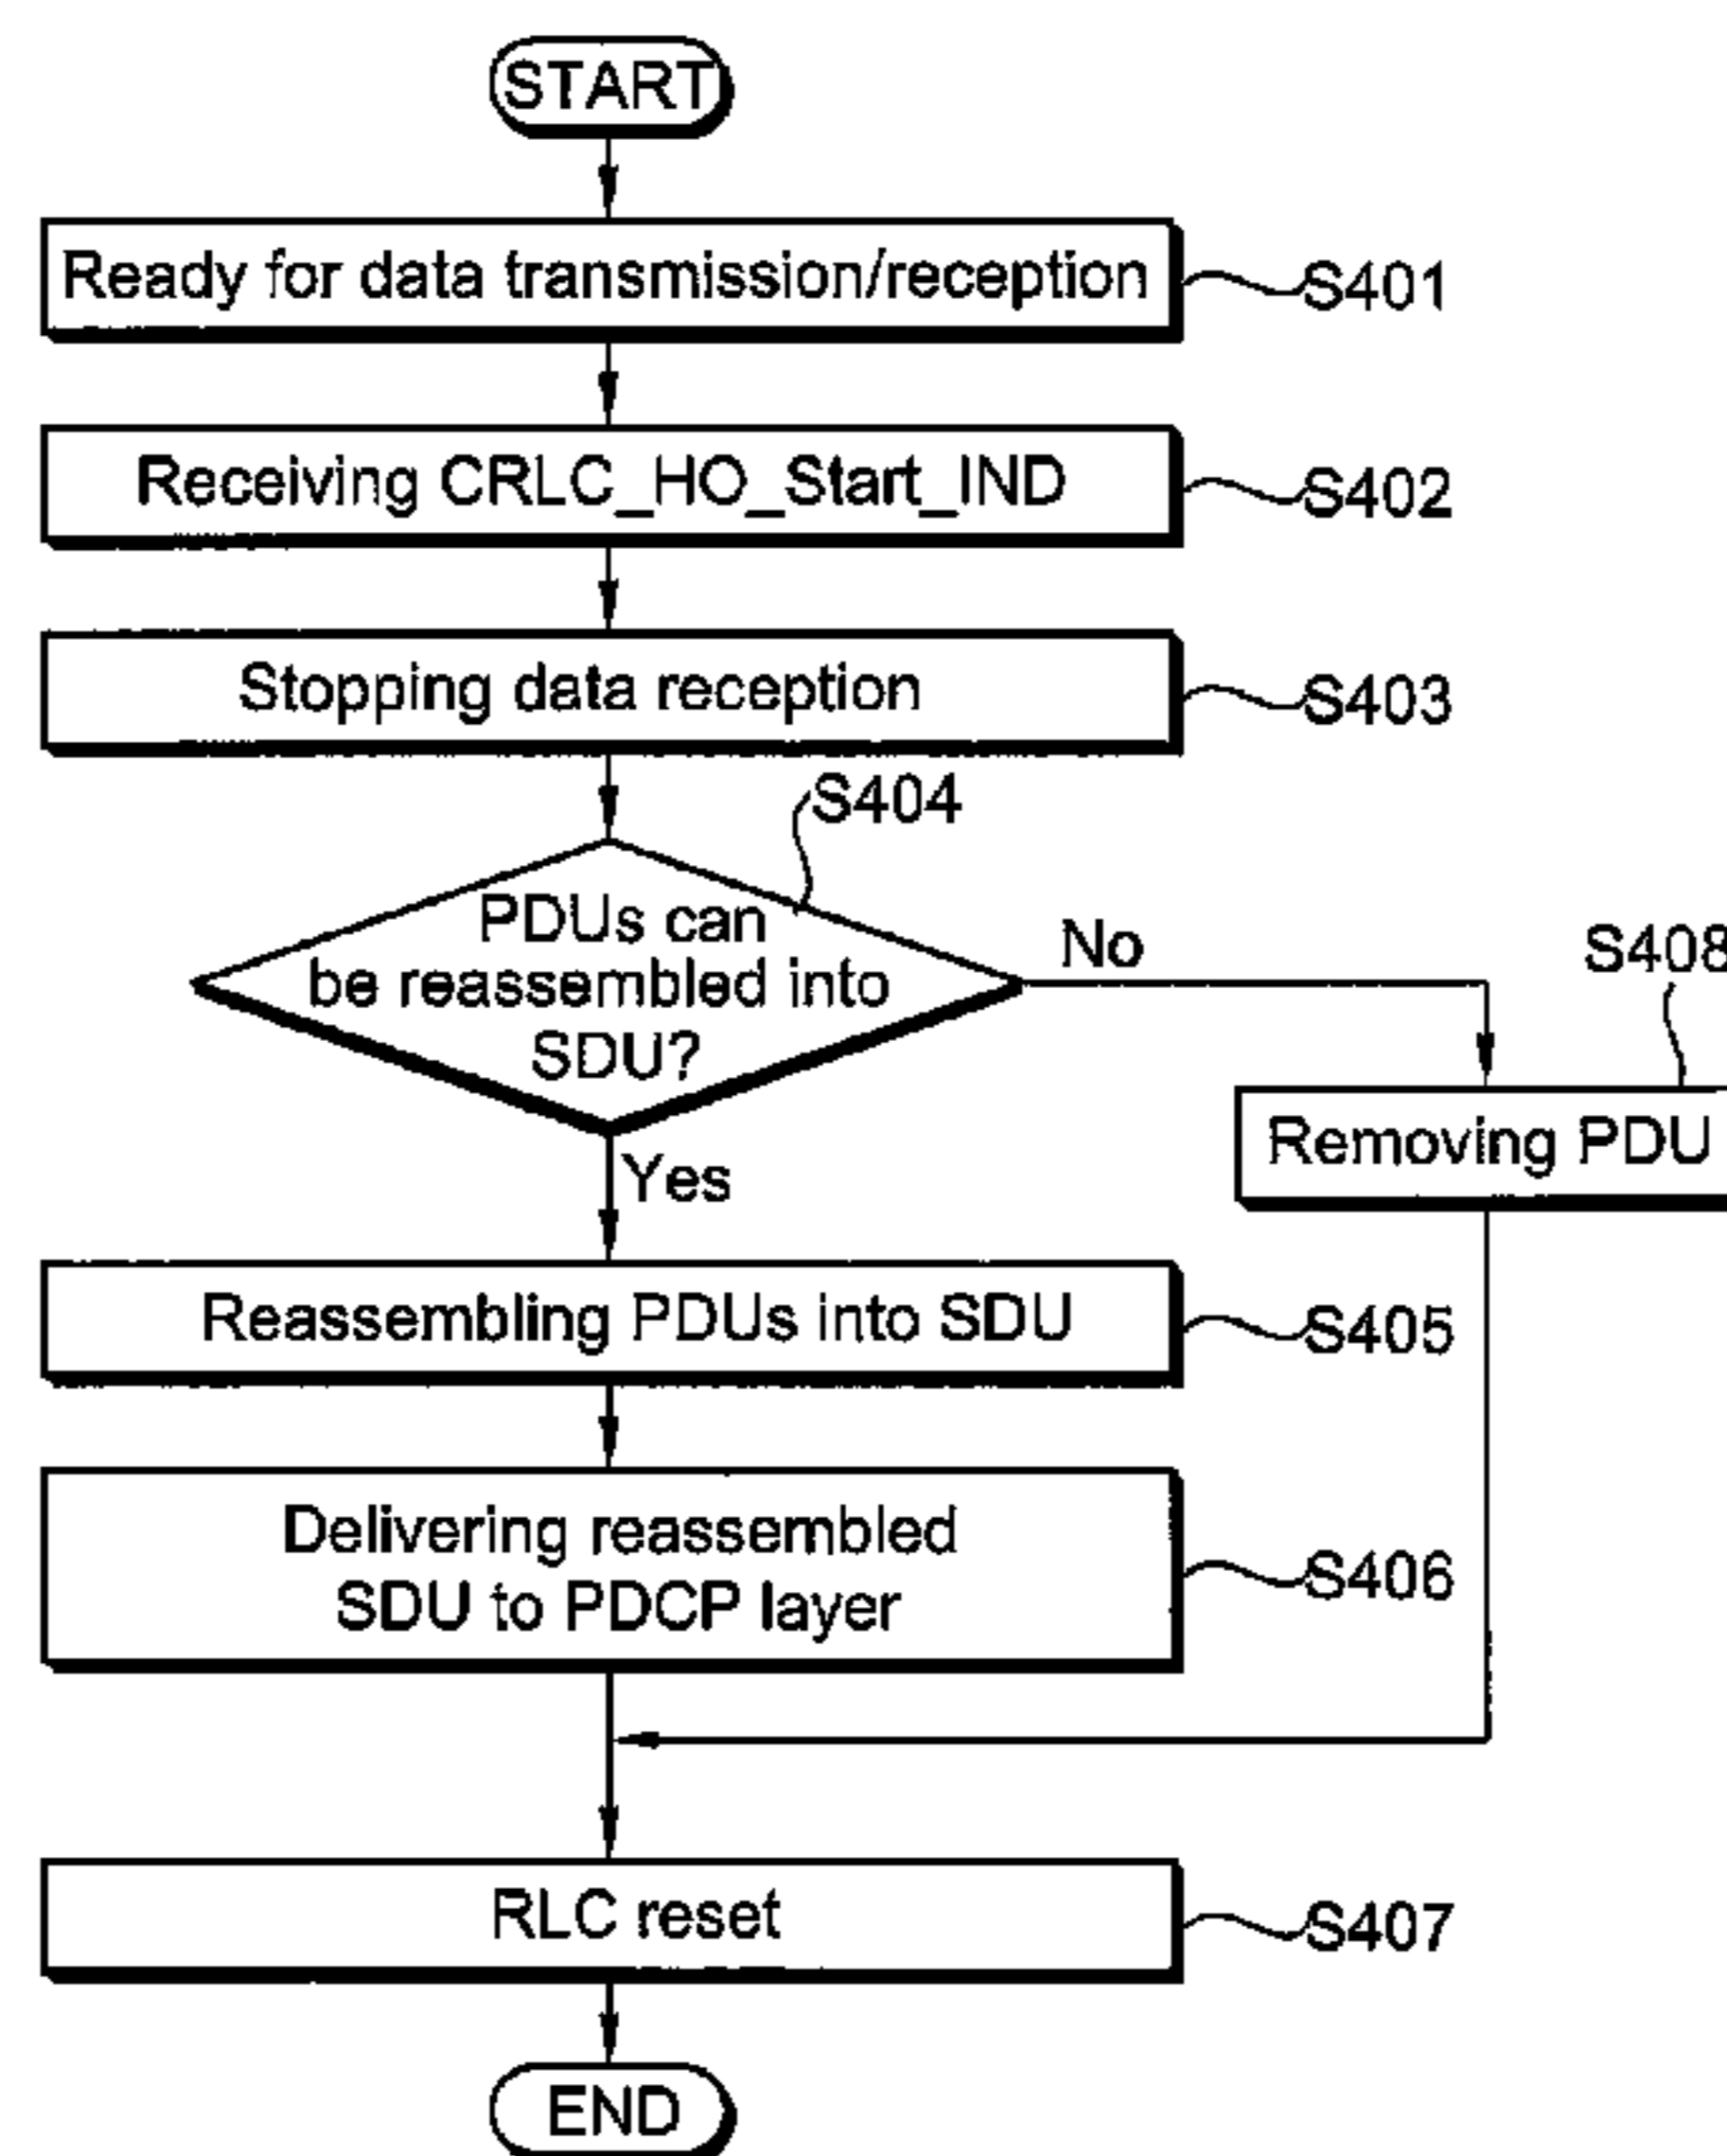 START
Ready for data transmission/reception
S401
Receiving CRLC_HO_Start_IND
S402
Stopping data reception
S403
S404
PDUs can
be reassembled into
SDU?
No
S408
Removing PDU
Yes
Reassembling PDUs into SDU
S405
Delivering reassembled
SDU to PDCP layer
S406
RLC reset
S407
END